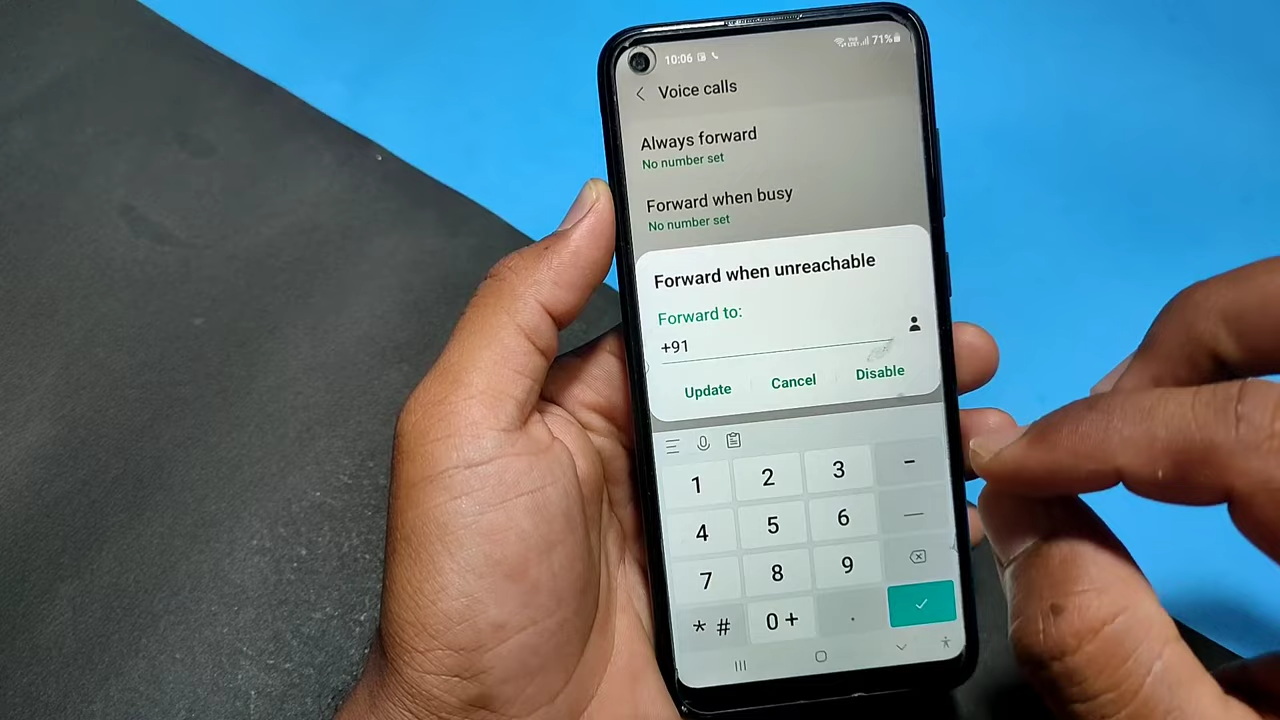 10:06
71%
Voice calls
Always forward
No number set
Forward when busy
No number set
Forward when unreachable
Forward to:
+91
Update Cancel Disable
1 2 3 -
4 5 6
7 8 9
* # 0 + .